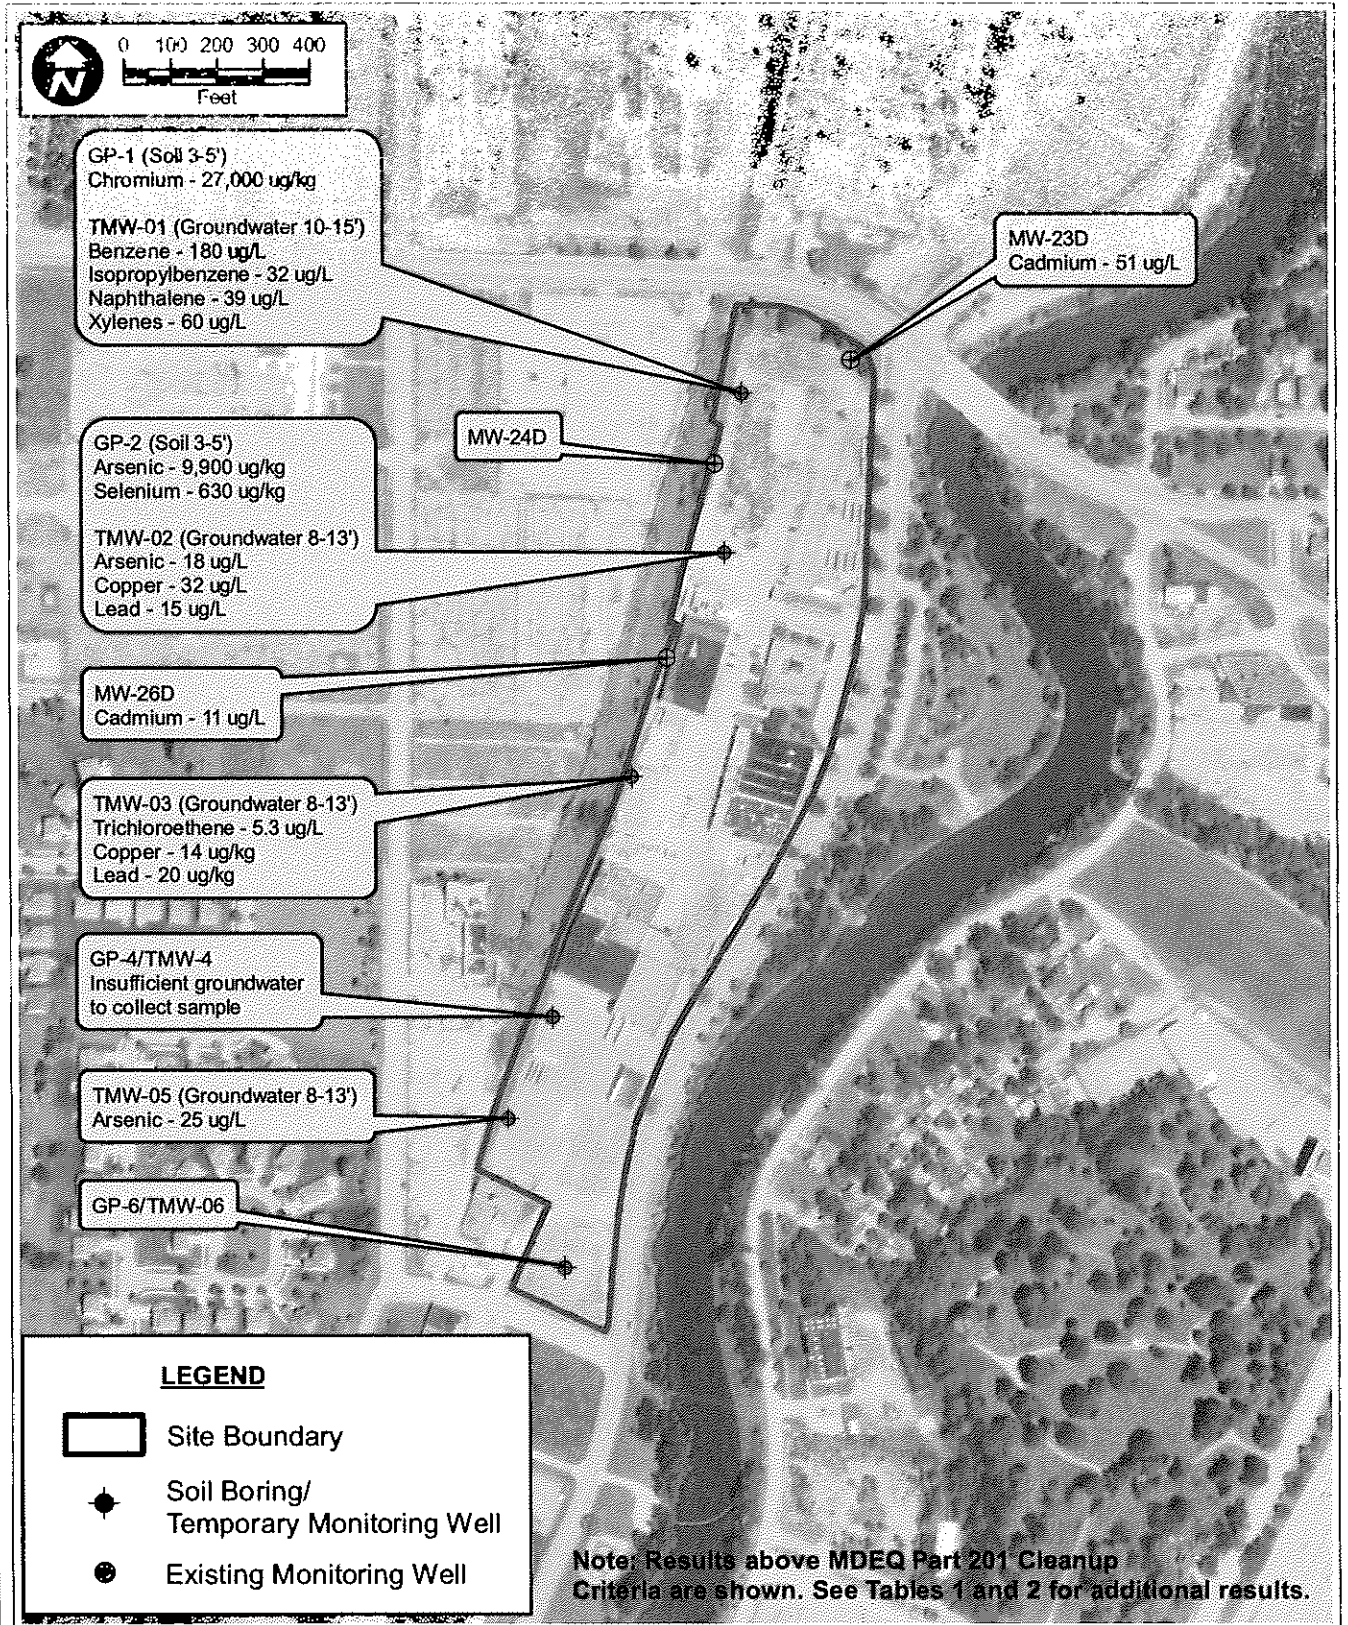 N
0 100 200 300 400
Feet
GP-1 (Soil 3-5')
Chromium - 27,000 ug/kg
TMW-01 (Groundwater 10-15')
Benzene - 180 ug/L
Isopropylbenzene - 32 ug/L
Naphthalene - 39 ug/L
Xylenes - 60 ug/L
MW-23D
Cadmium - 51 ug/L
MW-24D
GP-2 (Soil 3-5')
Arsenic - 9,900 ug/kg
Selenium - 630 ug/kg
TMW-02 (Groundwater 8-13')
Arsenic - 18 ug/L
Copper - 32 ug/L
Lead - 15 ug/L
MW-26D
Cadmium - 11 ug/L
TMW-03 (Groundwater 8-13')
Trichloroethene - 5.3 ug/L
Copper - 14 ug/kg
Lead - 20 ug/kg
GP-4/TMW-4
Insufficient groundwater
to collect sample
TMW-05 (Groundwater 8-13')
Arsenic - 25 ug/L
GP-6/TMW-06
LEGEND
Site Boundary
Soil Boring/
Temporary Monitoring Well
Existing Monitoring Well
Note: Results above MDEQ Part 201 Cleanup
Criteria are shown. See Tables 1 and 2 for additional results.